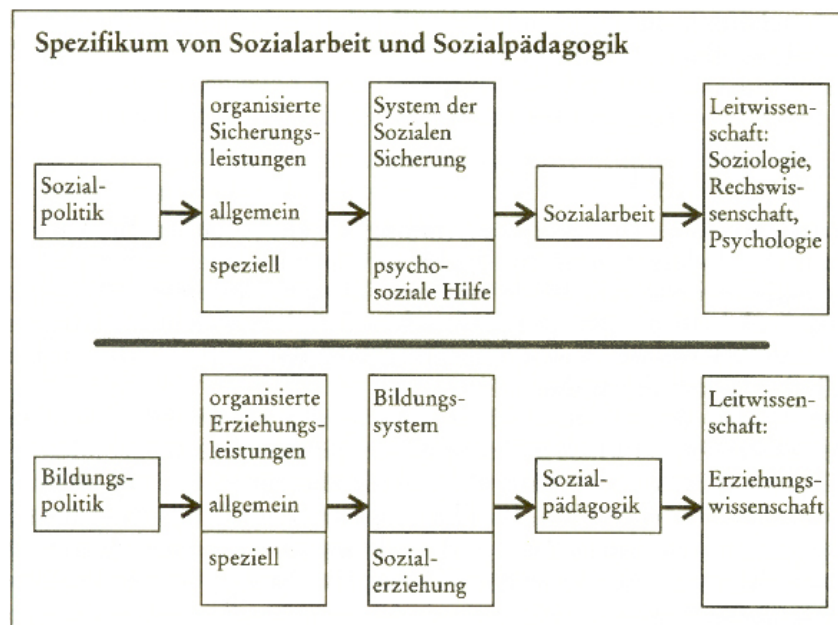 Spezifikum von Sozialarbeit und Sozialpädagogik
Sozial-
politik
organisierte
Sicherungs-
leistungen
allgemein
speziell
System der
Sozialen
Sicherung
psycho-
soziale Hilfe
Sozialarbeit
Leitwissen-
schaft:
Soziologie,
Rechswis-
senschaft,
Psychologie
Bildungs-
politik
organisierte
Erziehungs-
leistungen
allgemein
speziell
Bildungs-
system
Sozial-
erziehung
Sozial-
pädagogik
Leitwissen-
schaft:
Erziehungs-
wissenschaft